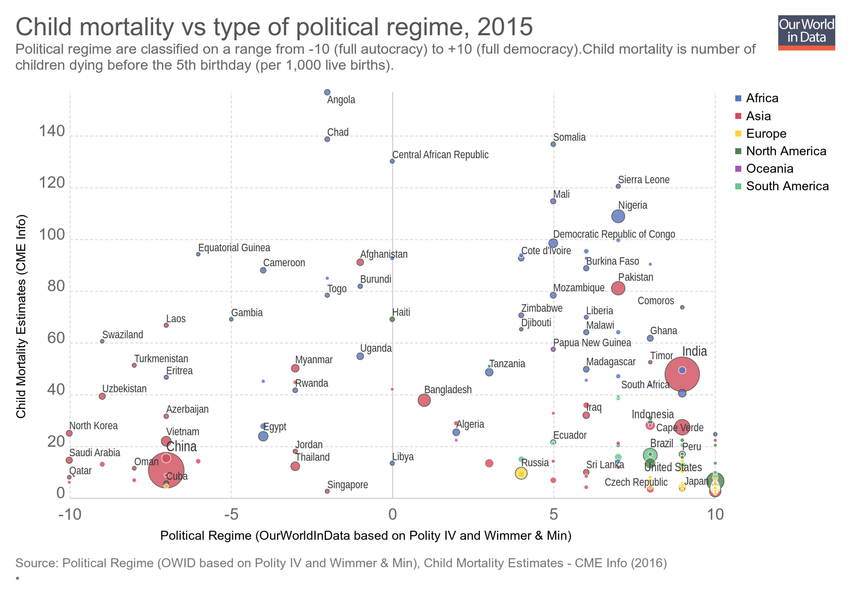 Child mortality vs type of political regime, 2015
Our World
in Data
Political regime are classified on a range from -10 (full autocracy) to +10 (full democracy).Child mortality is number of
children dying before the 5th birthday (per 1,000 live births).
Africa
Asia
Europe
North America
Oceania
South America
Child Mortality Estimates (CME Info)
140
120
100
80
60
40
20
0
Angola
Chad
Somalia
Central African Republic
Sierra Leone
Mali
Nigeria
Democratic Republic of Congo
Equatorial Guinea
Cote d'Ivoire
Afghanistan
Cameroon
Burkina Faso
Pakistan
Burundi
Togo
Mozambique
Comoros
Laos
Gambia
Haiti
Zimbabwe
Liberia
Djibouti
Malawi
Swaziland
Ghana
Papua New Guinea
Uganda
India
Turkmenistan
Myanmar
Tanzania
Madagascar
Timor
Eritrea
Rwanda
South Africa
Uzbekistan
Bangladesh
Azerbaijan
Iraq
Indonesia
North Korea
Vietnam
Egypt
Algeria
Cape Verde
Ecuador
China
Jordan
Brazil
Peru
Saudi Arabia
Oman
Thailand
Libya
Russia
Sri Lanka
United States
Qatar
Cuba
Singapore
Czech Republic
Japan
-10
-5
0
5
10
Political Regime (OurWorldInData based on Polity IV and Wimmer & Min)
Source: Political Regime (OWID based on Polity IV and Wimmer & Min), Child Mortality Estimates - CME Info (2016)
•